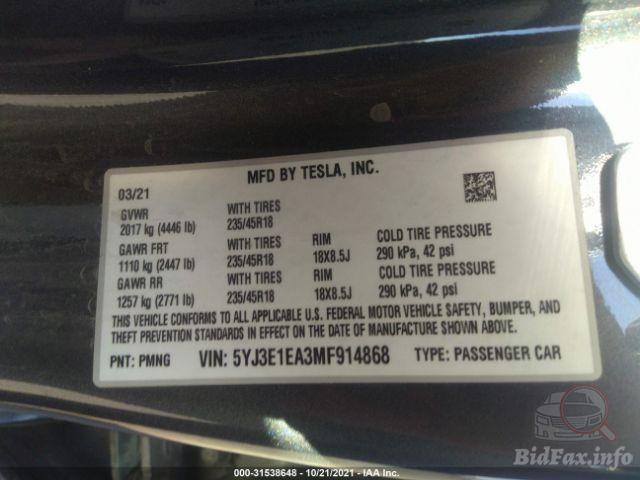 MFD BY TESLA, INC.
03/21
GVWR WITH TIRES
2017 kg (4446 lb) 235/45R18
GAWR FRT WITH TIRES RIM COLD TIRE PRESSURE
1110 kg (2447 lb) 235/45R18 18X8.5J 290 kPa, 42 psi
GAWR RR WITH TIRES RIM COLD TIRE PRESSURE
1257 kg (2771 lb) 235/45R18 18X8.5J 290 kPa, 42 psi
THIS VEHICLE CONFORMS TO ALL APPLICABLE U.S. FEDERAL MOTOR VEHICLE SAFETY, BUMPER, AND
THEFT PREVENTION STANDARDS IN EFFECT ON THE DATE OF MANUFACTURE SHOWN ABOVE.
PNT: PMNG VIN: 5YJ3E1EA3MF914868 TYPE: PASSENGER CAR
BidFax.info
000-31538648 - 10/21/2021 - IAA Inc.